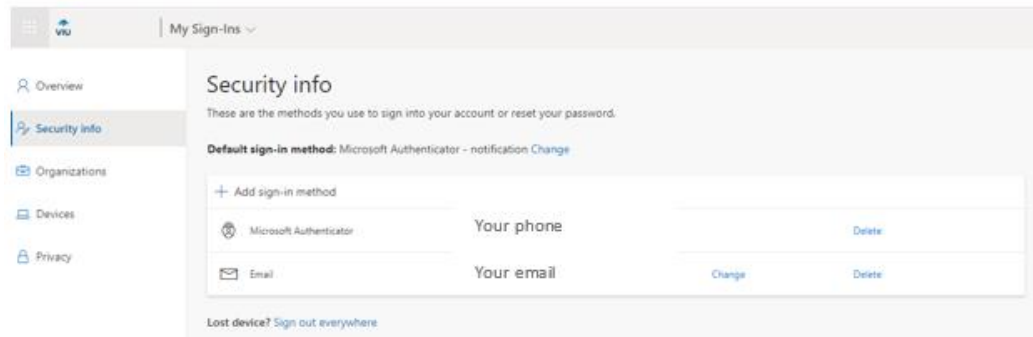 VIU
My Sign-Ins
Overview
Security info
Organizations
Devices
Privacy
Security info
These are the methods you use to sign into your account or reset your password.
Default sign-in method: Microsoft Authenticator - notification Change
+ Add sign-in method
Microsoft Authenticator Your phone Delete
Email Your email Change Delete
Lost device? Sign out everywhere